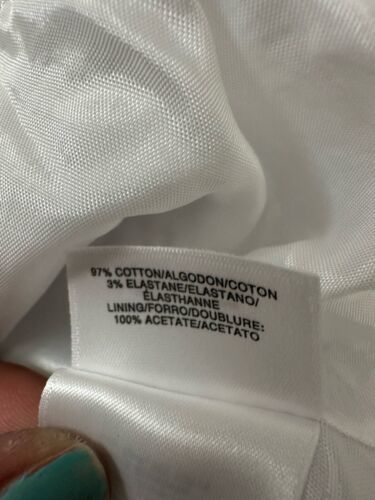 97% COTTON/ALGODON/COTON
3% ELASTANE/ELASTANO/
ÉLASTHANNE
LINING/FORRO/DOUBLURE:
100% ACETATE/ACETATO